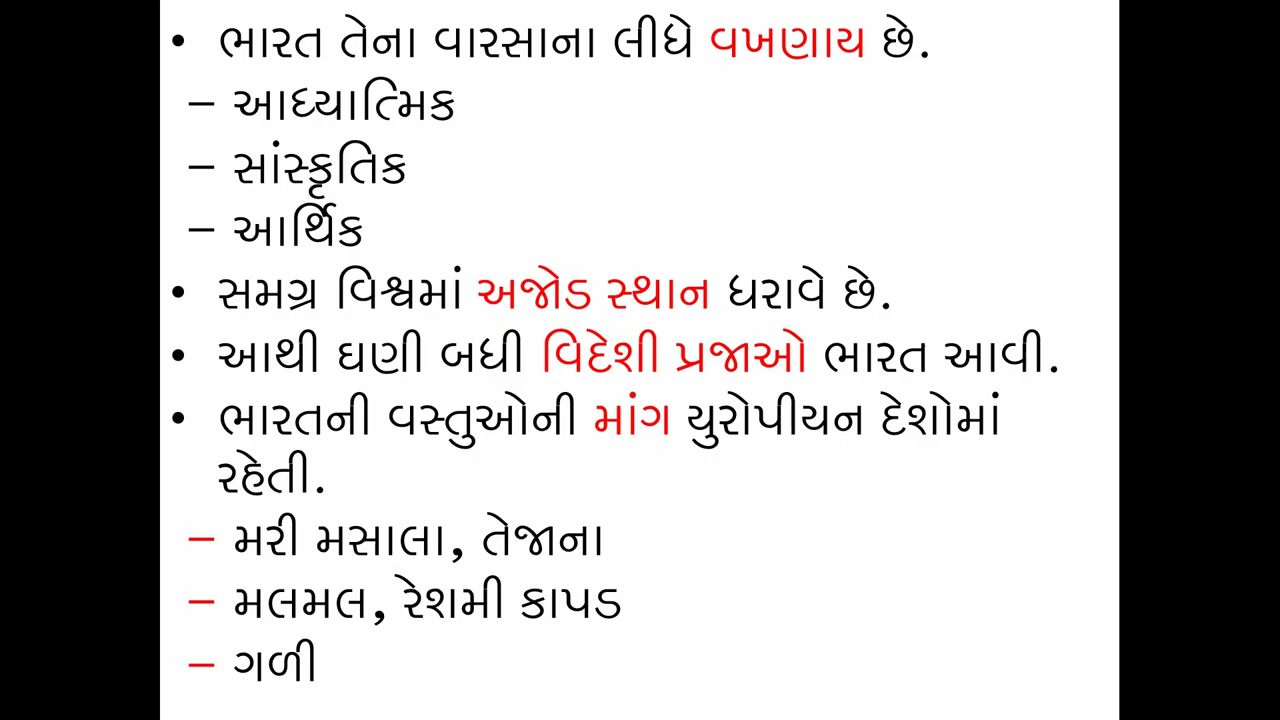 • ભારત તેના વારસાના લીધે વખણાય છે.
– આધ્યાત્મિક
– સાંસ્કૃતિક
– આર્થિક
• સમગ્ર વિશ્વમાં અજોડ સ્થાન ધરાવે છે.
• આથી ઘણી બધી વિદેશી પ્રજાઓ ભારત આવી.
• ભારતની વસ્તુઓની માંગ યુરોપીયન દેશોમાં
રહેતી.
– મરી મસાલા, તેજાના
– મલમલ, રેશમી કાપડ
– ગળી